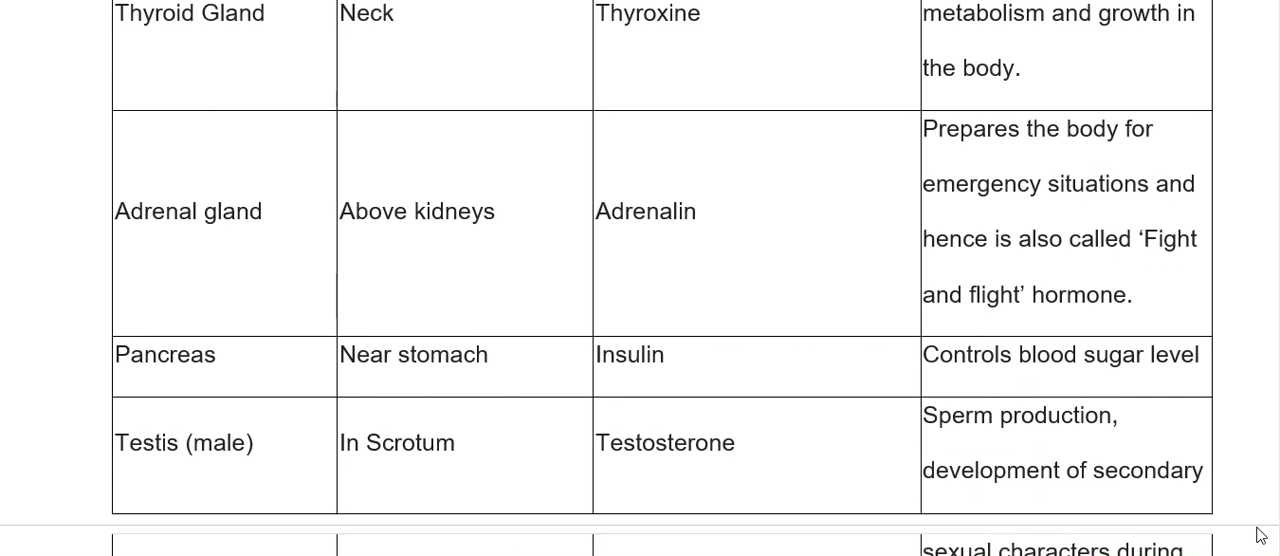 Thyroid Gland Neck Thyroxine metabolism and growth in
the body.
Prepares the body for
emergency situations and
Adrenal gland Above kidneys Adrenalin
hence is also called ‘Fight
and flight’ hormone.
Pancreas Near stomach Insulin Controls blood sugar level
Sperm production,
Testis (male) In Scrotum Testosterone
development of secondary
sexual characters during